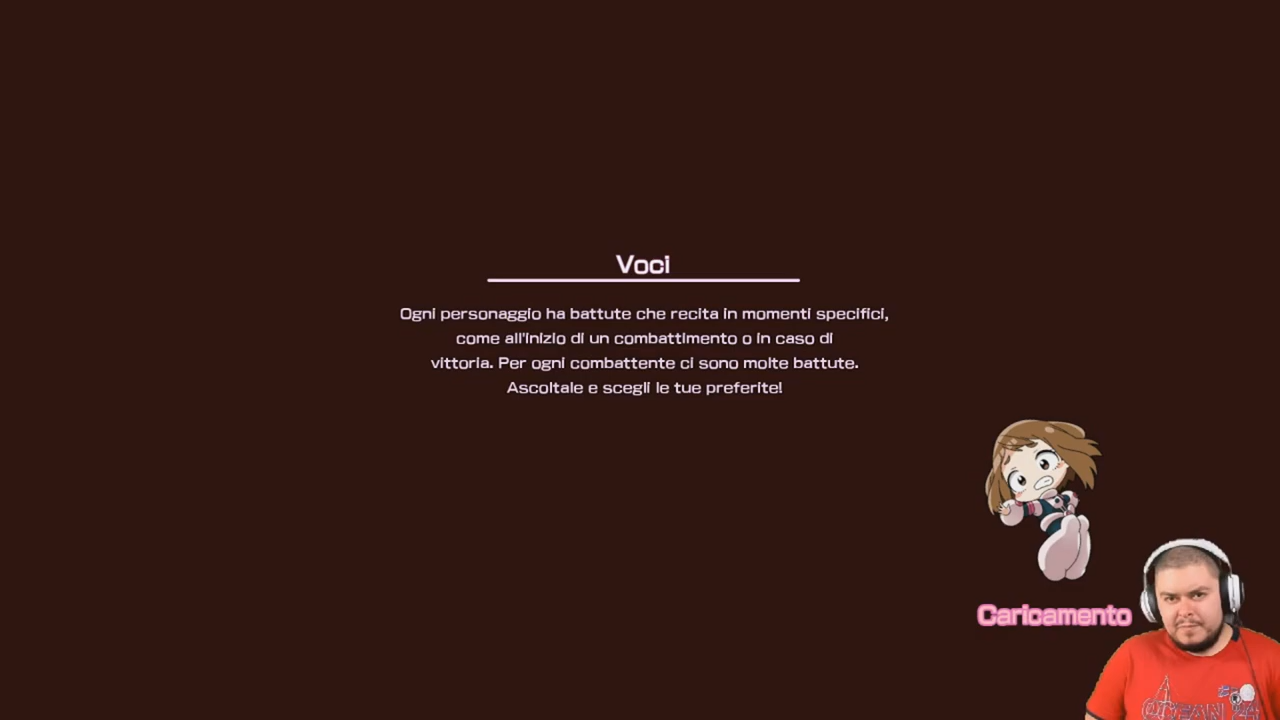 Voci
Ogni personaggio ha battute che recita in momenti specifici,
come all'inizio di un combattimento o in caso di
vittoria. Per ogni combattente ci sono molte battute.
Ascoltale e scegli le tue preferite!
Caricamento